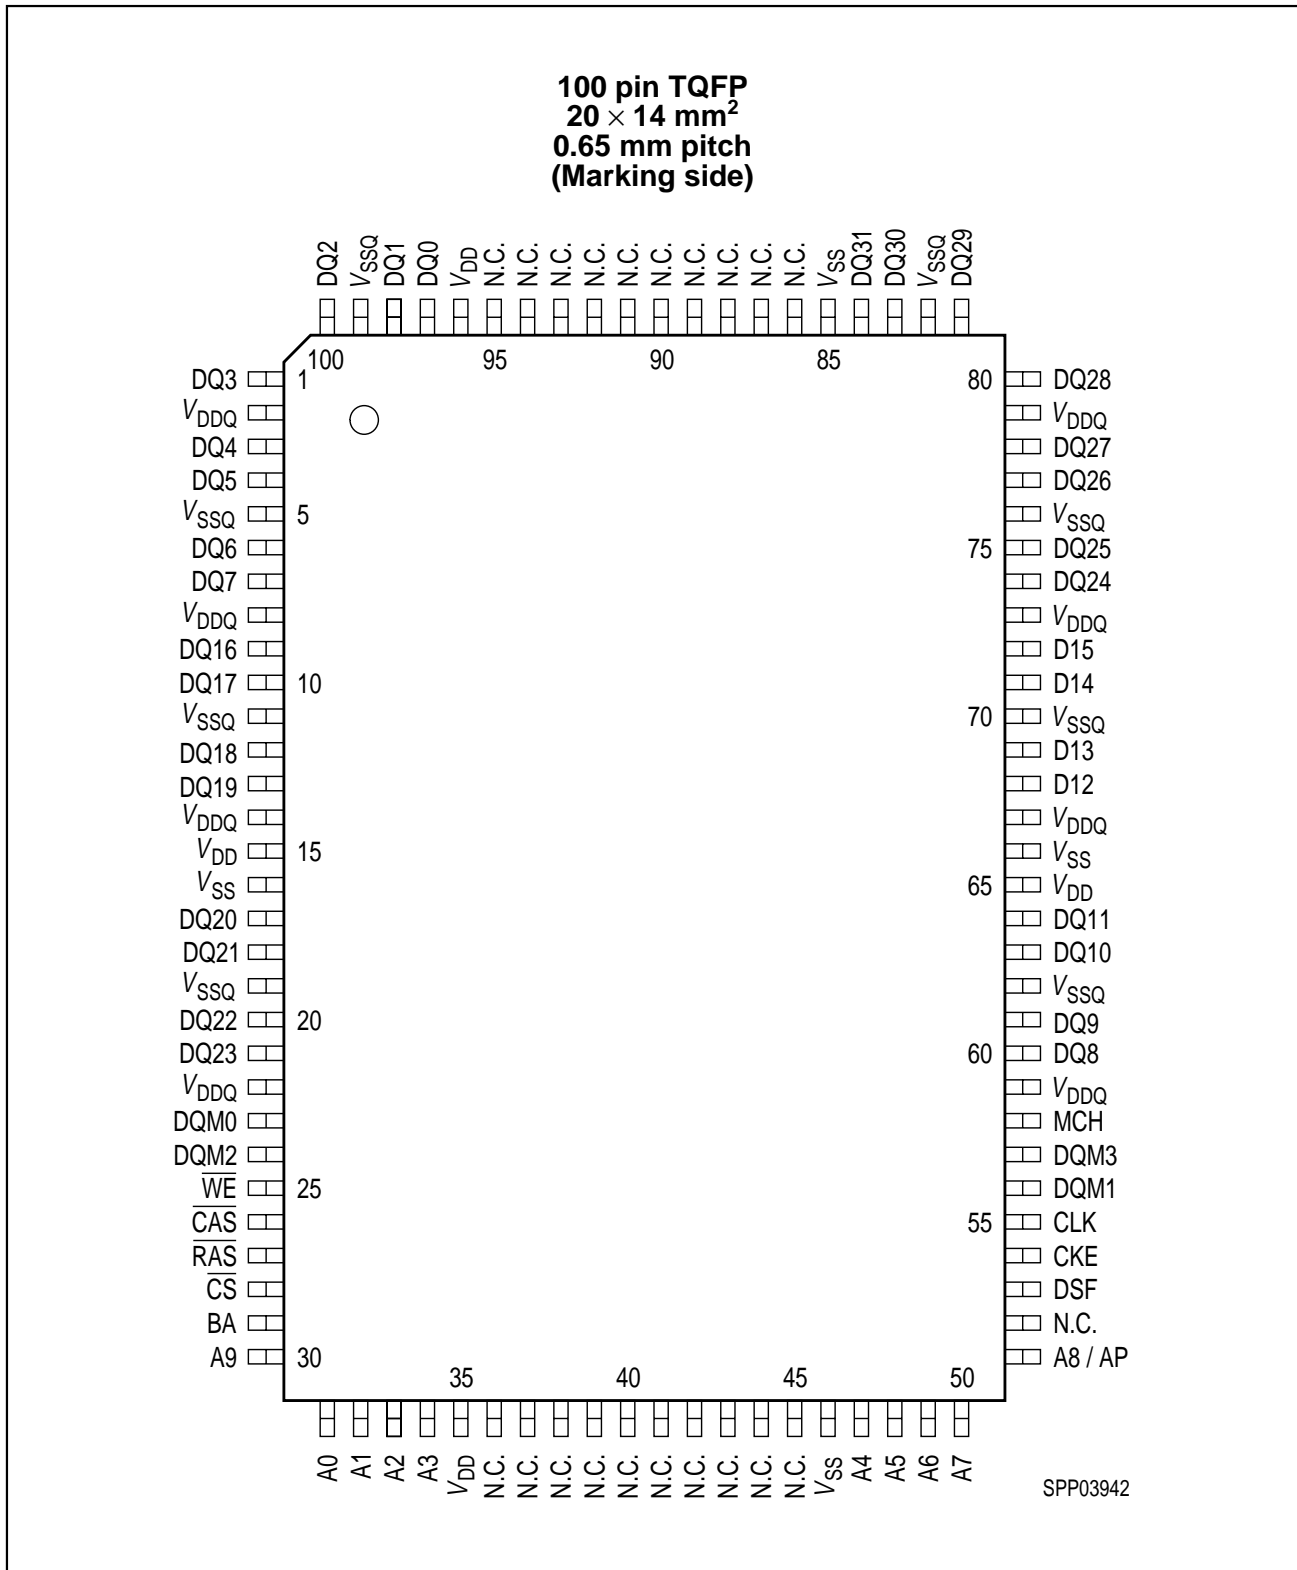 100 pin TQFP
20 × 14 mm²
0.65 mm pitch
(Marking side)
DQ2 VSSQ DQ1 DQ0 VDD N.C. N.C. N.C. N.C. N.C. N.C. N.C. N.C. N.C. N.C. VSS DQ31 DQ30 VSSQ DQ29
100 95 90 85
DQ3 1 80 DQ28
VDDQ VDDQ
DQ4 DQ27
DQ5 DQ26
VSSQ 5 VSSQ
DQ6 75 DQ25
DQ7 DQ24
VDDQ VDDQ
DQ16 D15
DQ17 10 D14
VSSQ 70 VSSQ
DQ18 D13
DQ19 D12
VDDQ VDDQ
VDD 15 VSS
VSS 65 VDD
DQ20 DQ11
DQ21 DQ10
VSSQ VSSQ
DQ22 20 DQ9
DQ23 60 DQ8
VDDQ VDDQ
DQM0 MCH
DQM2 DQM3
W̅E̅ 25 DQM1
C̅A̅S̅ 55 CLK
R̅A̅S̅ CKE
C̅S̅ DSF
BA N.C.
A9 30 A8 / AP
35 40 45 50
A0 A1 A2 A3 VDD N.C. N.C. N.C. N.C. N.C. N.C. N.C. N.C. N.C. N.C. VSS A4 A5 A6 A7
SPP03942